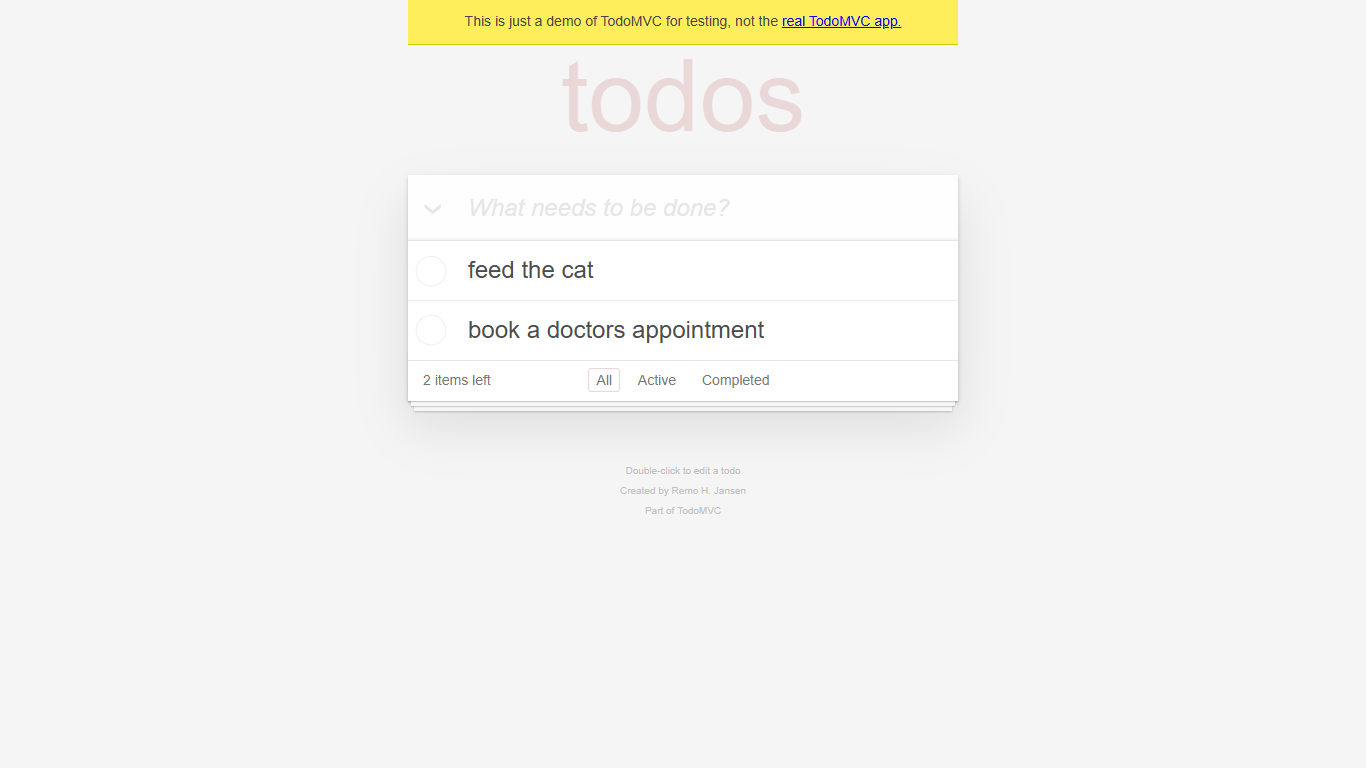 This is just a demo of TodoMVC for testing, not the real TodoMVC app.
todos
What needs to be done?
feed the cat
book a doctors appointment
2 items left All Active Completed
Double-click to edit a todo
Created by Remo H. Jansen
Part of TodoMVC